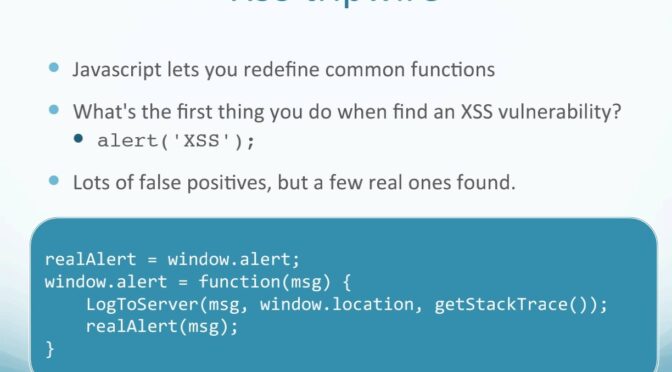 Javascript lets you redefine common functions
What's the first thing you do when find an XSS vulnerability?
alert('XSS');
Lots of false positives, but a few real ones found.
realAlert = window.alert;
window.alert = function(msg) {
LogToServer(msg, window.location, getStackTrace());
realAlert(msg);
}